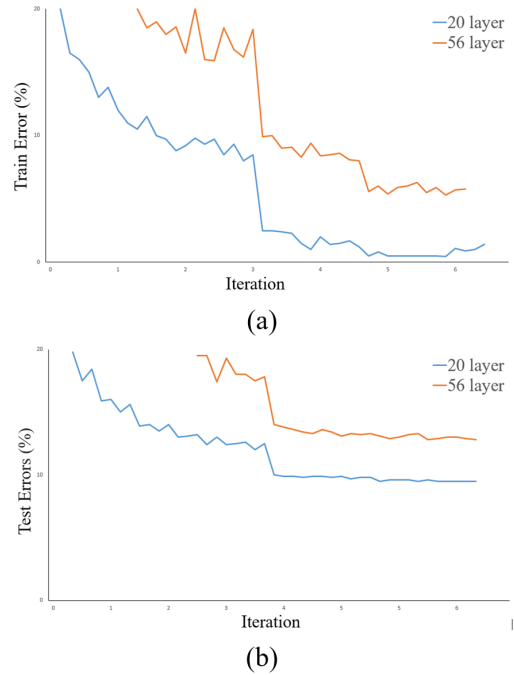 20
20 layer
56 layer
Train Error (%)
10
0
0 1 2 3 4 5 6
Iteration
(a)
20
20 layer
56 layer
Test Errors (%)
10
0
0 1 2 3 4 5 6
Iteration
(b)